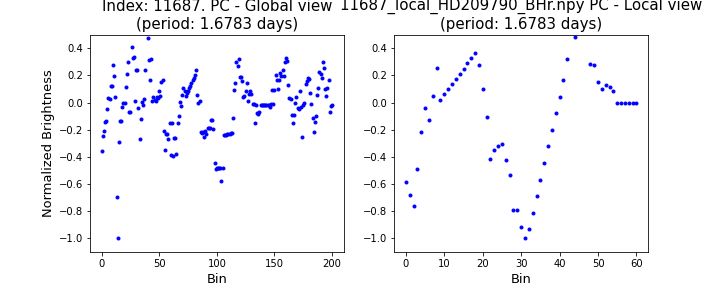 Index: 11687. PC - Global view
(period: 1.6783 days)
11687_local_HD209790_BHr.npy PC - Local view
(period: 1.6783 days)
Normalized Brightness
0.4
0.2
0.0
−0.2
−0.4
−0.6
−0.8
−1.0
0 50 100 150 200
Bin
0.4
0.2
0.0
−0.2
−0.4
−0.6
−0.8
−1.0
0 10 20 30 40 50 60
Bin